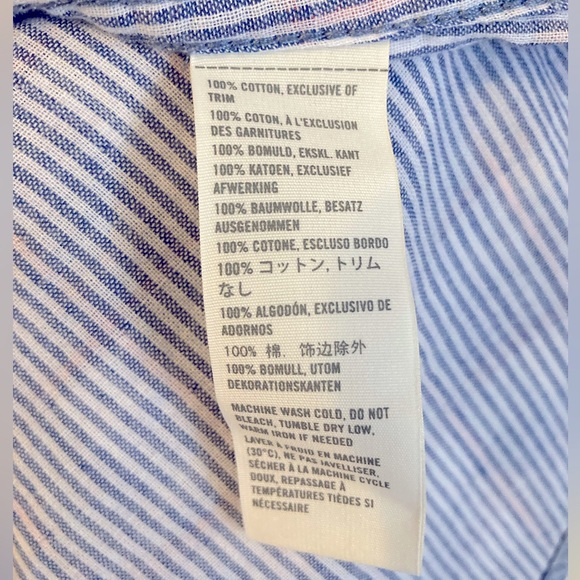 100% COTTON, EXCLUSIVE OF
TRIM
100% COTON, À L'EXCLUSION
DES GARNITURES
100% BOMULD, EKSKL. KANT
100% KATOEN, EXCLUSIEF
AFWERKING
100% BAUMWOLLE, BESATZ
AUSGENOMMEN
100% COTONE, ESCLUSO BORDO
100% コットン, トリム
なし
100% ALGODÓN, EXCLUSIVO DE
ADORNOS
100% 棉, 饰边除外
100% BOMULL, UTOM
DEKORATIONSKANTEN
MACHINE WASH COLD, DO NOT
BLEACH, TUMBLE DRY LOW,
WARM IRON IF NEEDED
LAVER À FROID EN MACHINE
(30°C), NE PAS JAVELLISER,
SÉCHER À LA MACHINE CYCLE
DOUX, REPASSAGE À
TEMPÉRATURES TIÈDES SI
NÉCESSAIRE